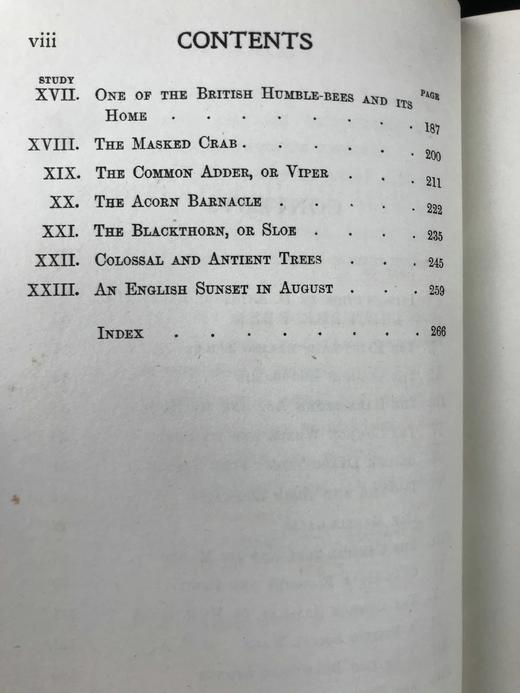 viii CONTENTS
STUDY PAGE
XVII. One of the British Humble-bees and its
Home . . . . . . . 187
XVIII. The Masked Crab . . . . . 200
XIX. The Common Adder, or Viper . . . 211
XX. The Acorn Barnacle . . . . . 222
XXI. The Blackthorn, or Sloe . . . . 235
XXII. Colossal and Antient Trees . . . 245
XXIII. An English Sunset in August . . . 259
Index . . . . . . . . 266